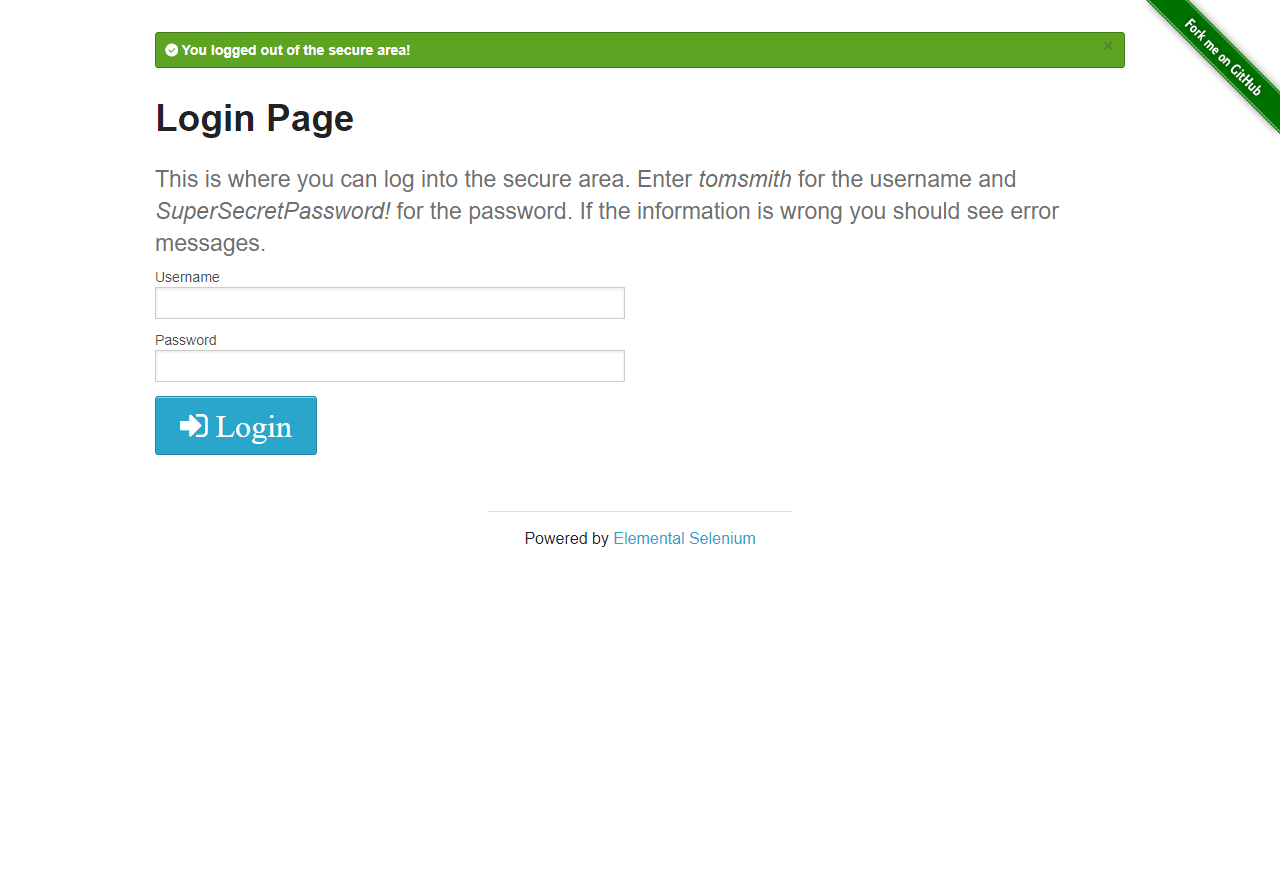 You logged out of the secure area!
×
Fork me on GitHub
Login Page
This is where you can log into the secure area. Enter tomsmith for the username and
SuperSecretPassword! for the password. If the information is wrong you should see error
messages.
Username
Password
Login
Powered by Elemental Selenium